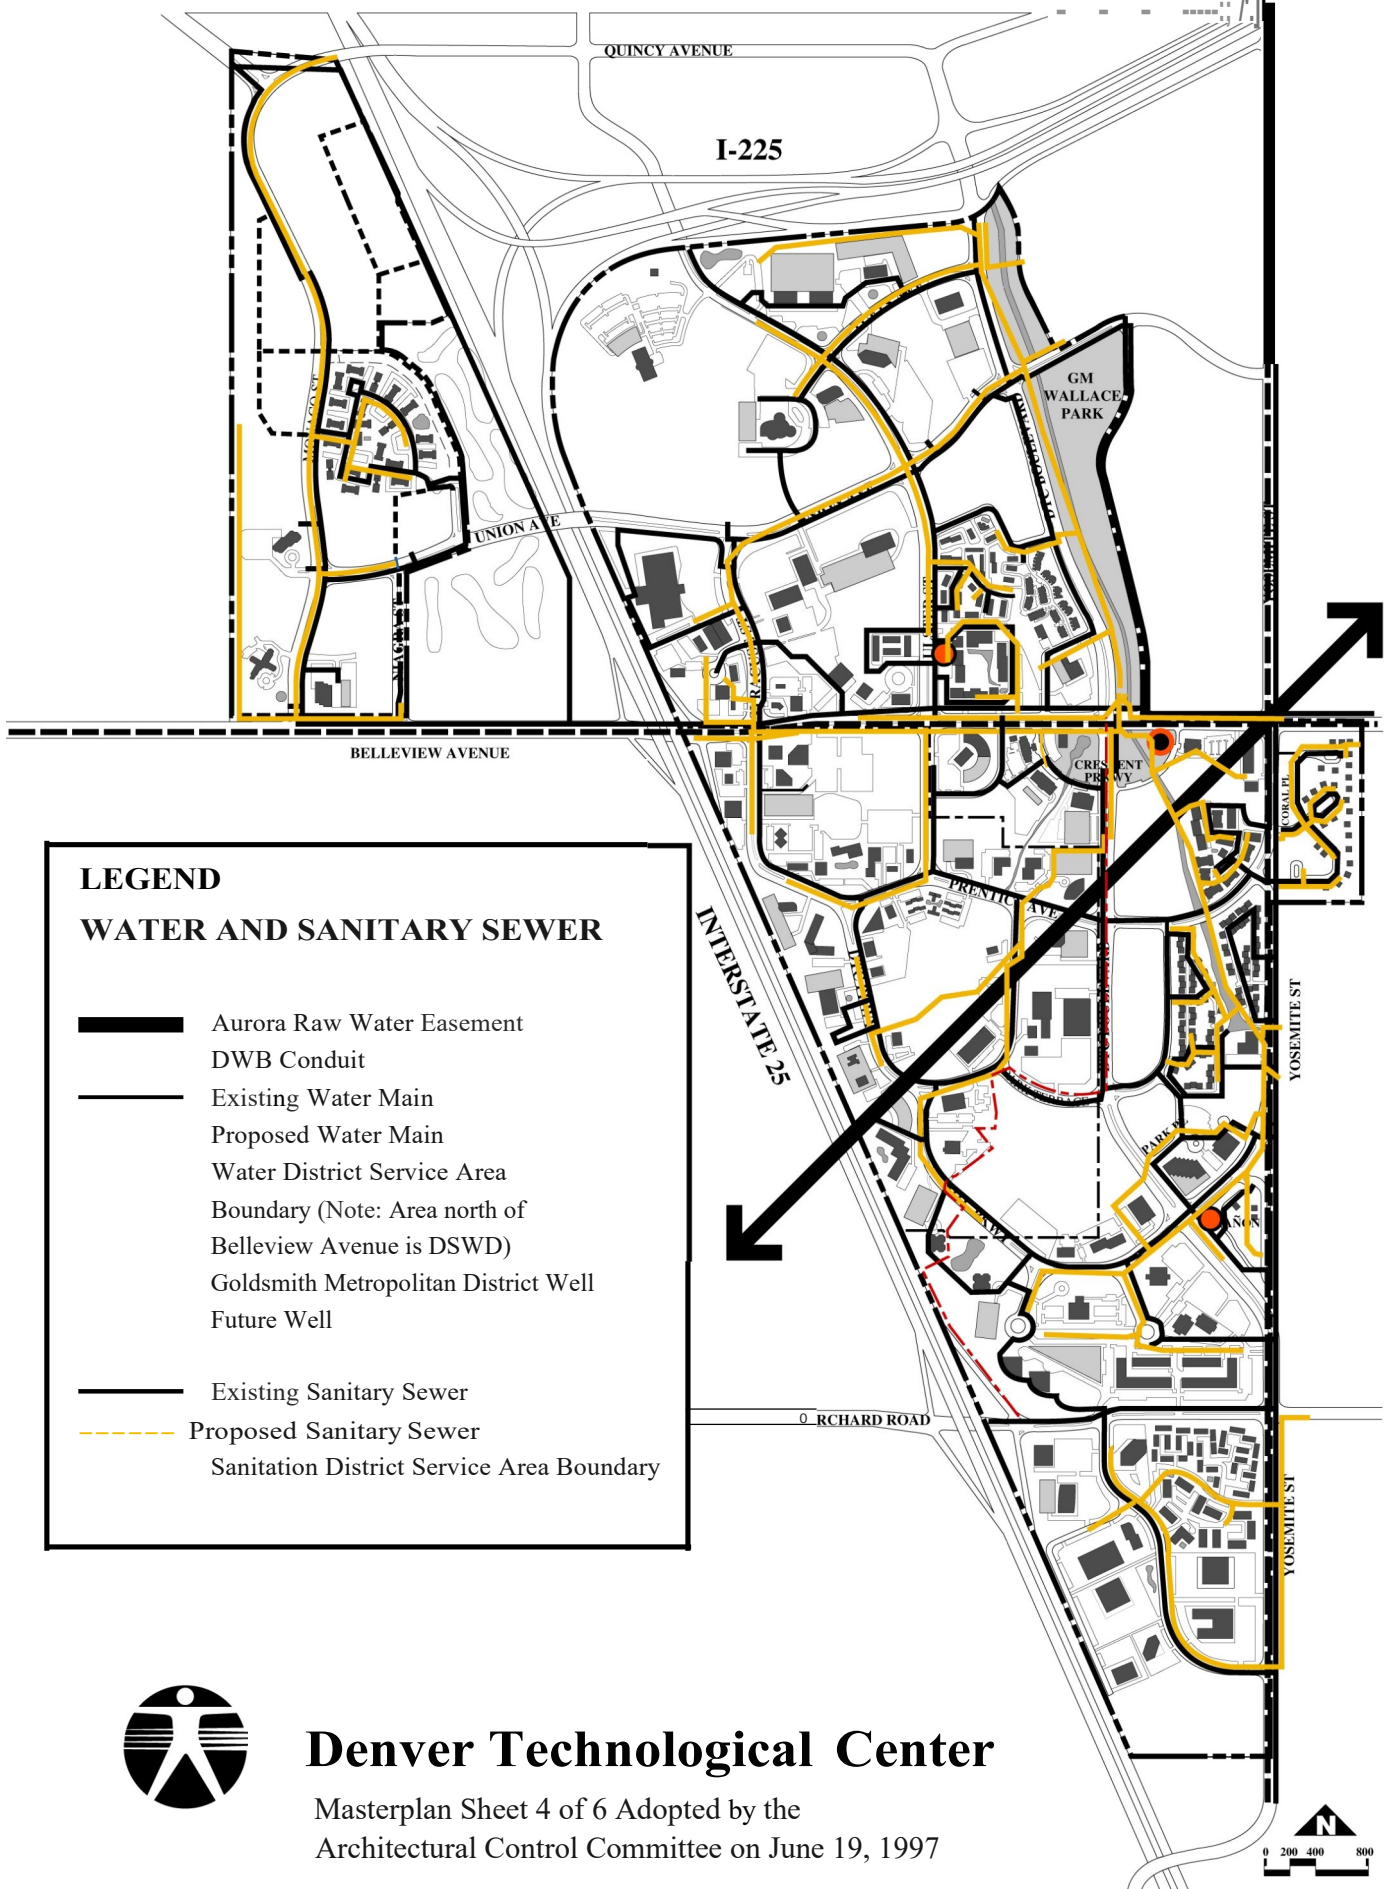 QUINCY AVENUE
I-225
GM
WALLACE
PARK
UNION AVE
BELLEVIEW AVENUE
CRESCENT
PRKWY
CORAL PL
PRENTICE AVE
INTERSTATE 25
YOSEMITE ST
PARK PL
0 RCHARD ROAD
YOSEMITE ST
LEGEND
WATER AND SANITARY SEWER
Aurora Raw Water Easement
DWB Conduit
Existing Water Main
Proposed Water Main
Water District Service Area
Boundary (Note: Area north of
Belleview Avenue is DSWD)
Goldsmith Metropolitan District Well
Future Well
Existing Sanitary Sewer
Proposed Sanitary Sewer
Sanitation District Service Area Boundary
Denver Technological Center
Masterplan Sheet 4 of 6 Adopted by the
Architectural Control Committee on June 19, 1997
N
0 200 400 800